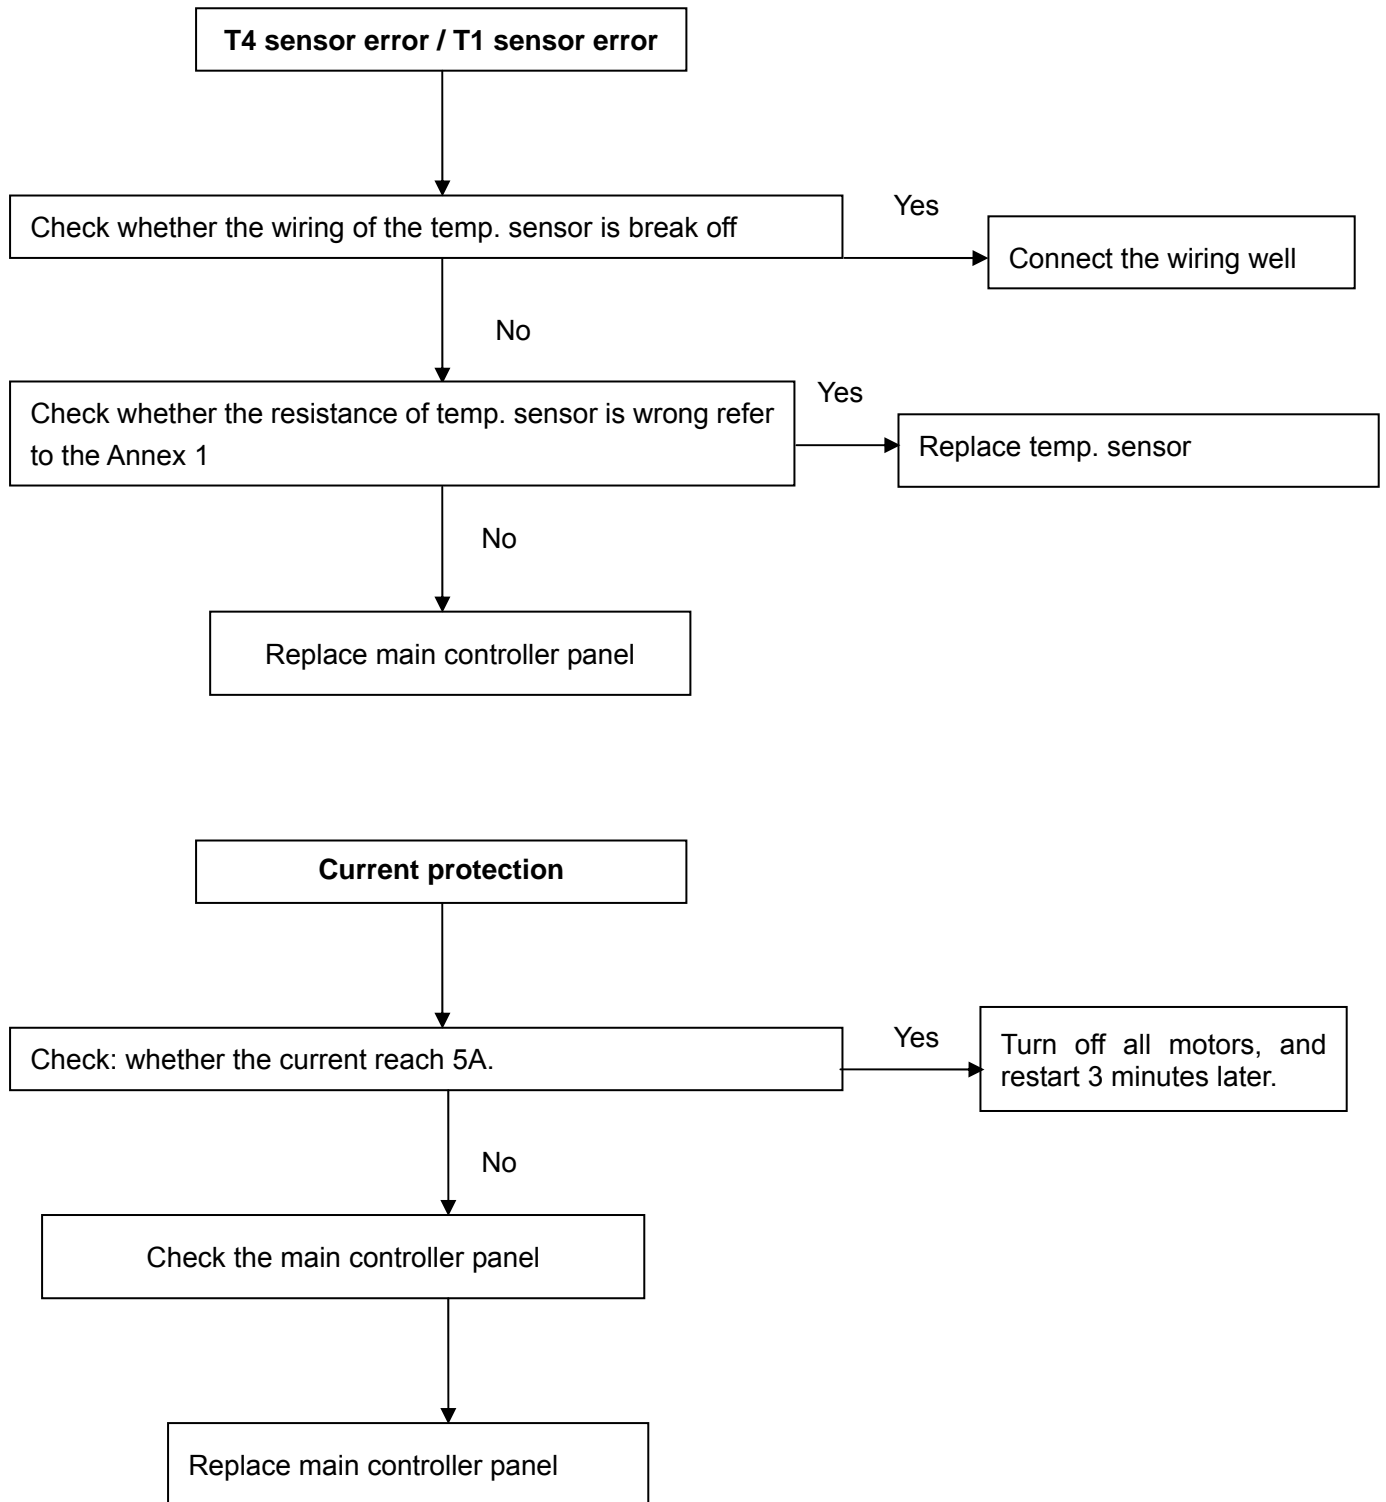 T4 sensor error / T1 sensor error
Yes
Check whether the wiring of the temp. sensor is break off
Connect the wiring well
No
Yes
Check whether the resistance of temp. sensor is wrong refer
to the Annex 1
Replace temp. sensor
No
Replace main controller panel
Current protection
Yes
Check: whether the current reach 5A.
Turn off all motors, and
restart 3 minutes later.
No
Check the main controller panel
Replace main controller panel